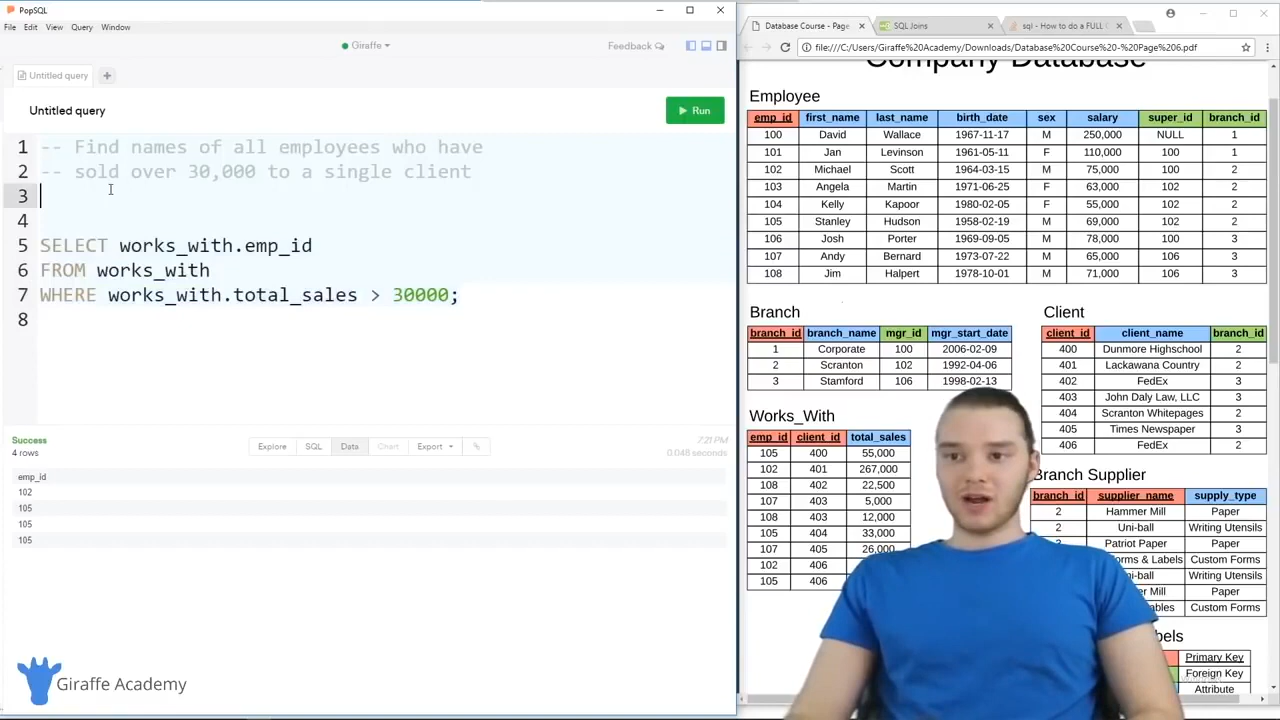 PopSQL
File Edit View Query Window
Giraffe
Feedback
Untitled query
+
Untitled query
Run
1 -- Find names of all employees who have
2 -- sold over 30,000 to a single client
3
4
5 SELECT works_with.emp_id
6 FROM works_with
7 WHERE works_with.total_sales > 30000;
8
Success
4 rows
Explore SQL Data Chart Export
7:21 PM
0.048 seconds
emp_id
102
105
105
105
Giraffe Academy
Database Course - Page
SQL Joins
sql - How to do a FULL
file:///C:/Users/Giraffe%20Academy/Downloads/Database%20Course%20-%20Page%206.pdf
Company Database
Employee
emp_id first_name last_name birth_date sex salary super_id branch_id
100 David Wallace 1967-11-17 M 250,000 NULL 1
101 Jan Levinson 1961-05-11 F 110,000 100 1
102 Michael Scott 1964-03-15 M 75,000 100 2
103 Angela Martin 1971-06-25 F 63,000 102 2
104 Kelly Kapoor 1980-02-05 F 55,000 102 2
105 Stanley Hudson 1958-02-19 M 69,000 102 2
106 Josh Porter 1969-09-05 M 78,000 100 3
107 Andy Bernard 1973-07-22 M 65,000 106 3
108 Jim Halpert 1978-10-01 M 71,000 106 3
Branch
branch_id branch_name mgr_id mgr_start_date
1 Corporate 100 2006-02-09
2 Scranton 102 1992-04-06
3 Stamford 106 1998-02-13
Client
client_id client_name branch_id
400 Dunmore Highschool 2
401 Lackawana Country 2
402 FedEx 3
403 John Daly Law, LLC 3
404 Scranton Whitepages 2
405 Times Newspaper 3
406 FedEx 2
Works_With
emp_id client_id total_sales
105 400 55,000
102 401 267,000
108 402 22,500
107 403 5,000
108 403 12,000
105 404 33,000
107 405 26,000
102 406
105 406
Branch Supplier
branch_id supplier_name supply_type
2 Hammer Mill Paper
2 Uni-ball Writing Utensils
Patriot Paper Paper
orms & Labels Custom Forms
ni-ball Writing Utensils
er Mill Paper
ables Custom Forms
bels
Primary Key
Foreign Key
Attribute